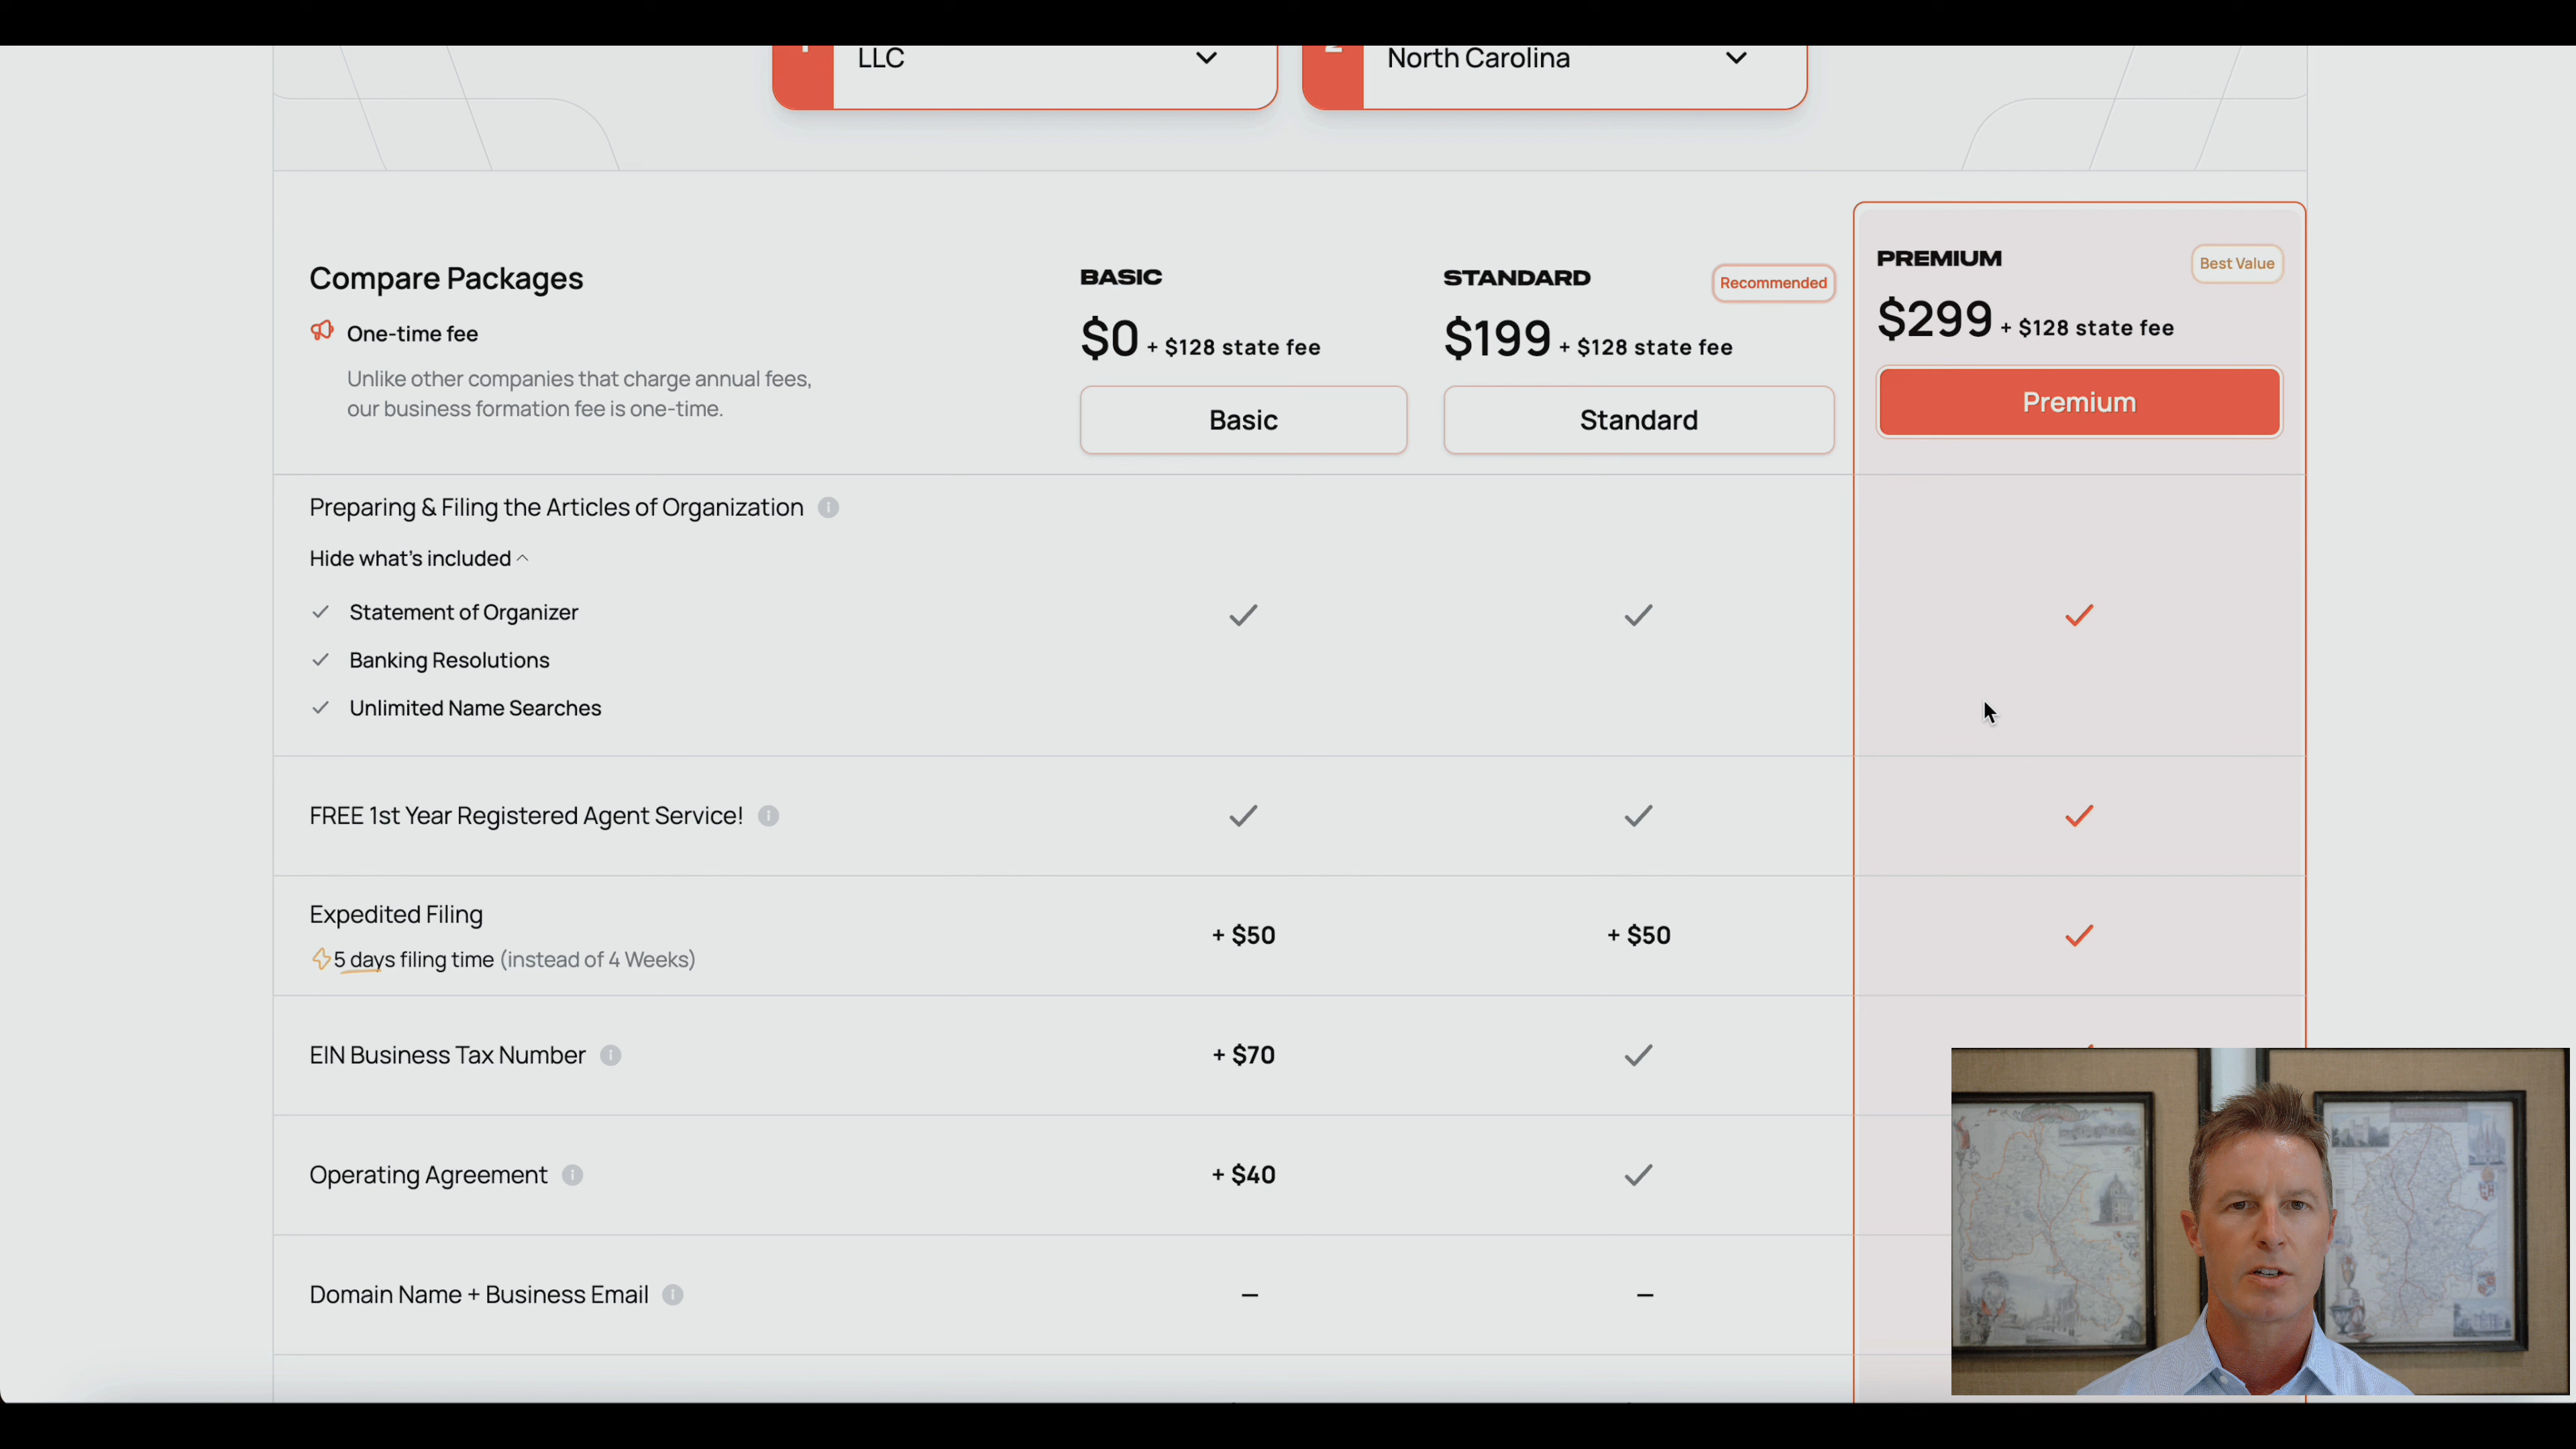 LLC
North Carolina
Compare Packages
One-time fee
Unlike other companies that charge annual fees,
our business formation fee is one-time.
BASIC
$0 + $128 state fee
Basic
STANDARD
Recommended
$199 + $128 state fee
Standard
PREMIUM
Best Value
$299 + $128 state fee
Premium
Preparing & Filing the Articles of Organization
Hide what's included
Statement of Organizer
Banking Resolutions
Unlimited Name Searches
FREE 1st Year Registered Agent Service!
Expedited Filing
5 days filing time (instead of 4 Weeks)
+ $50
+ $50
EIN Business Tax Number
+ $70
Operating Agreement
+ $40
Domain Name + Business Email
–
–